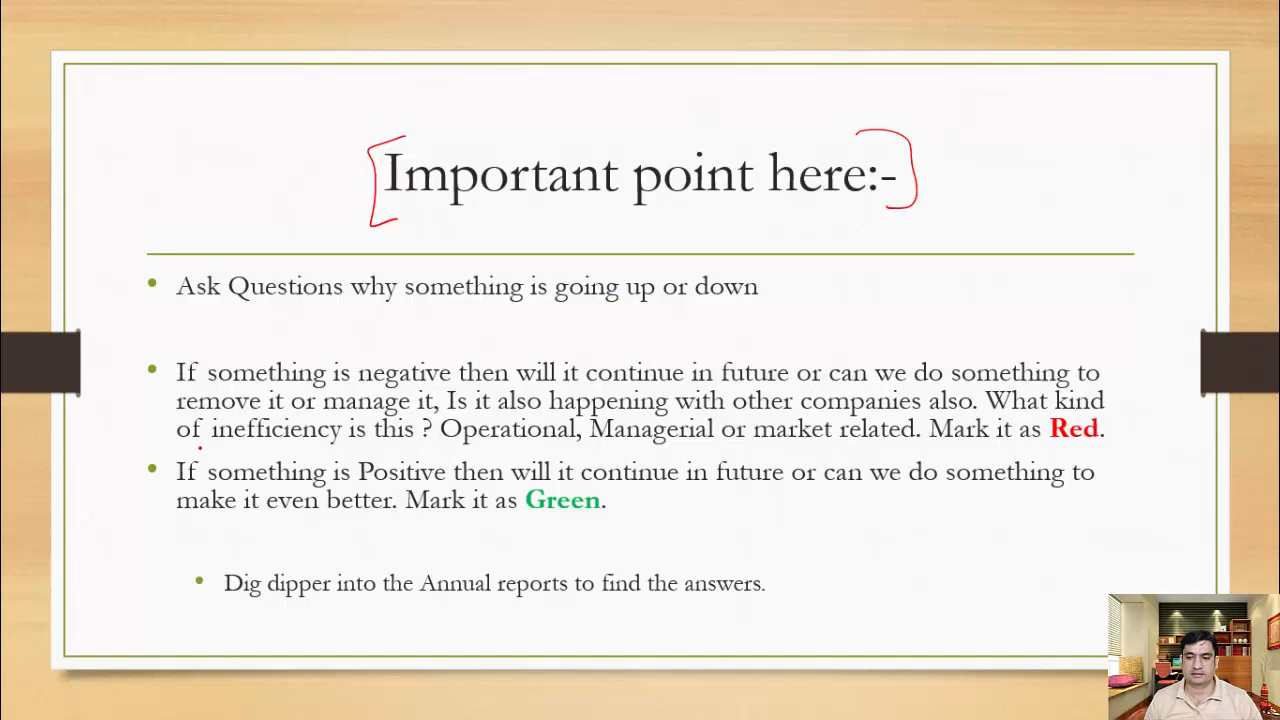 Important point here:-
• Ask Questions why something is going up or down
• If something is negative then will it continue in future or can we do something to
remove it or manage it, Is it also happening with other companies also. What kind
of inefficiency is this ? Operational, Managerial or market related. Mark it as Red.
• If something is Positive then will it continue in future or can we do something to
make it even better. Mark it as Green.
• Dig dipper into the Annual reports to find the answers.